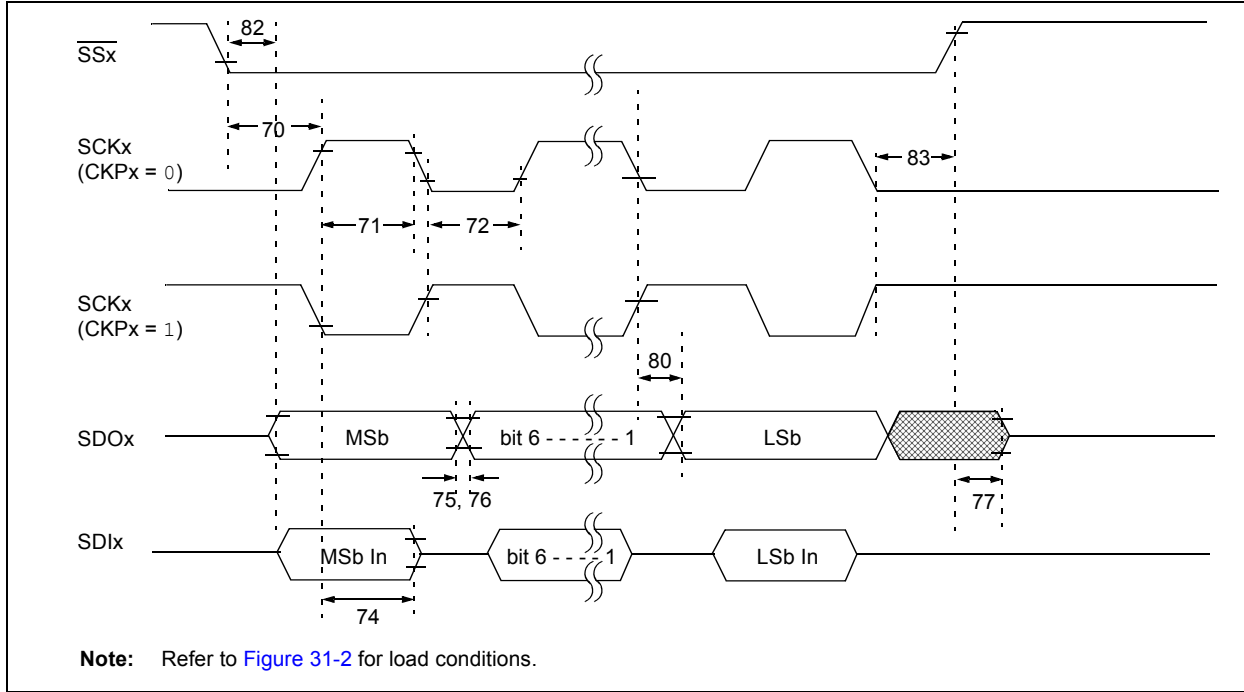 82
SSx
70
SCKx
(CKPx = 0)
83
71
72
SCKx
(CKPx = 1)
80
SDOx
MSb
bit 6 - - - - - - 1
LSb
75, 76
77
SDIx
MSb In
bit 6 - - - - - 1
LSb In
74
Note: Refer to Figure 31-2 for load conditions.